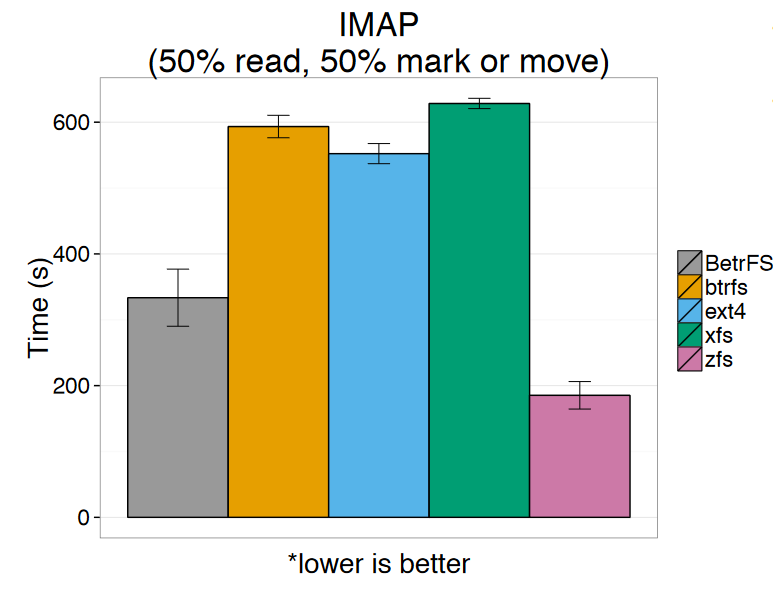 IMAP
(50% read, 50% mark or move)
Time (s)
600
400
200
0
BetrFS
btrfs
ext4
xfs
zfs
*lower is better